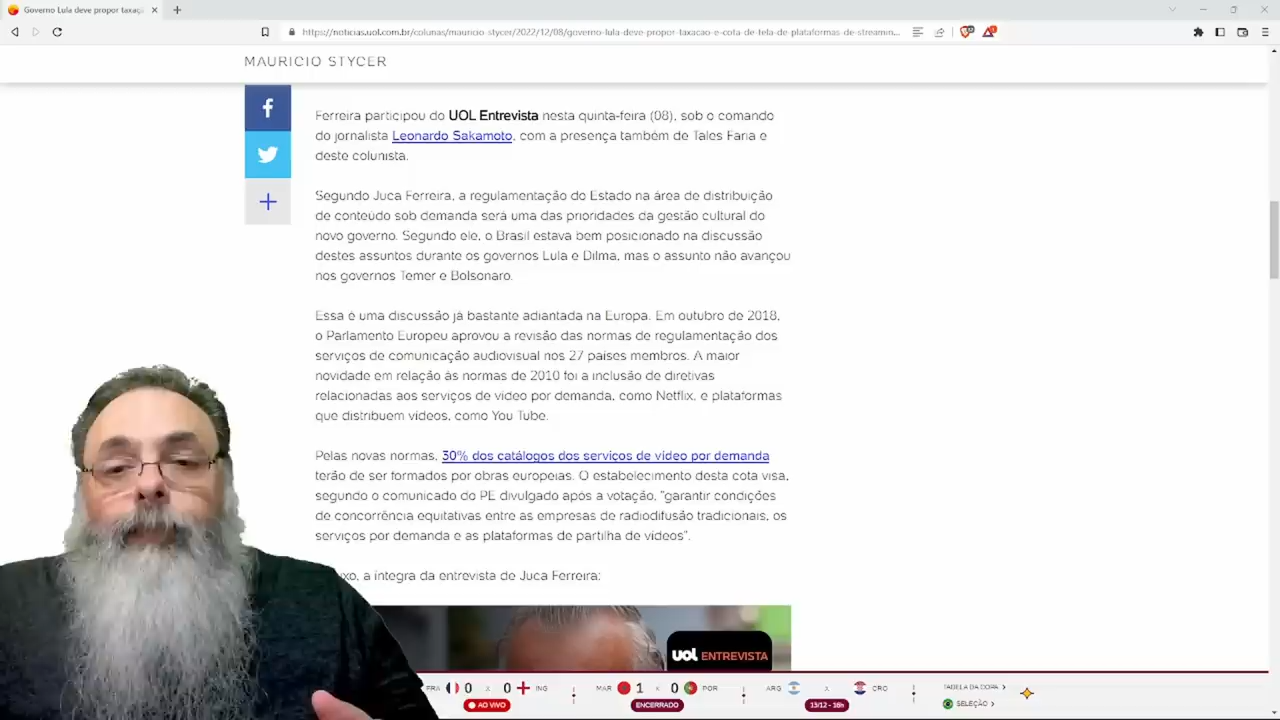 Governo Lula deve propor taxaçã
https://noticias.uol.com.br/colunas/mauricio-stycer/2022/12/08/governo-lula-deve-propor-taxacao-e-cota-de-tela-de-plataformas-de-streamin...
MAURICIO STYCER
Ferreira participou do UOL Entrevista nesta quinta-feira (08), sob o comando
do jornalista Leonardo Sakamoto, com a presença também de Tales Faria e
deste colunista.
Segundo Juca Ferreira, a regulamentação do Estado na área de distribuição
de conteúdo sob demanda será uma das prioridades da gestão cultural do
novo governo. Segundo ele, o Brasil estava bem posicionado na discussão
destes assuntos durante os governos Lula e Dilma, mas o assunto não avançou
nos governos Temer e Bolsonaro.
Essa é uma discussão já bastante adiantada na Europa. Em outubro de 2018,
o Parlamento Europeu aprovou a revisão das normas de regulamentação dos
serviços de comunicação audiovisual nos 27 países membros. A maior
novidade em relação às normas de 2010 foi a inclusão de diretivas
relacionadas aos serviços de vídeo por demanda, como Netflix, e plataformas
que distribuem vídeos, como You Tube.
Pelas novas normas, 30% dos catálogos dos serviços de vídeo por demanda
terão de ser formados por obras europeias. O estabelecimento desta cota visa,
segundo o comunicado do PE divulgado após a votação, "garantir condições
de concorrência equitativas entre as empresas de radiodifusão tradicionais, os
serviços por demanda e as plataformas de partilha de vídeos".
ixo, a íntegra da entrevista de Juca Ferreira:
uol ENTREVISTA
FRA 0 x 0 ING
AO VIVO
MAR 1 x 0 POR
ENCERRADO
ARG x CRO
13/12 - 16h
TABELA DA COPA
SELEÇÃO